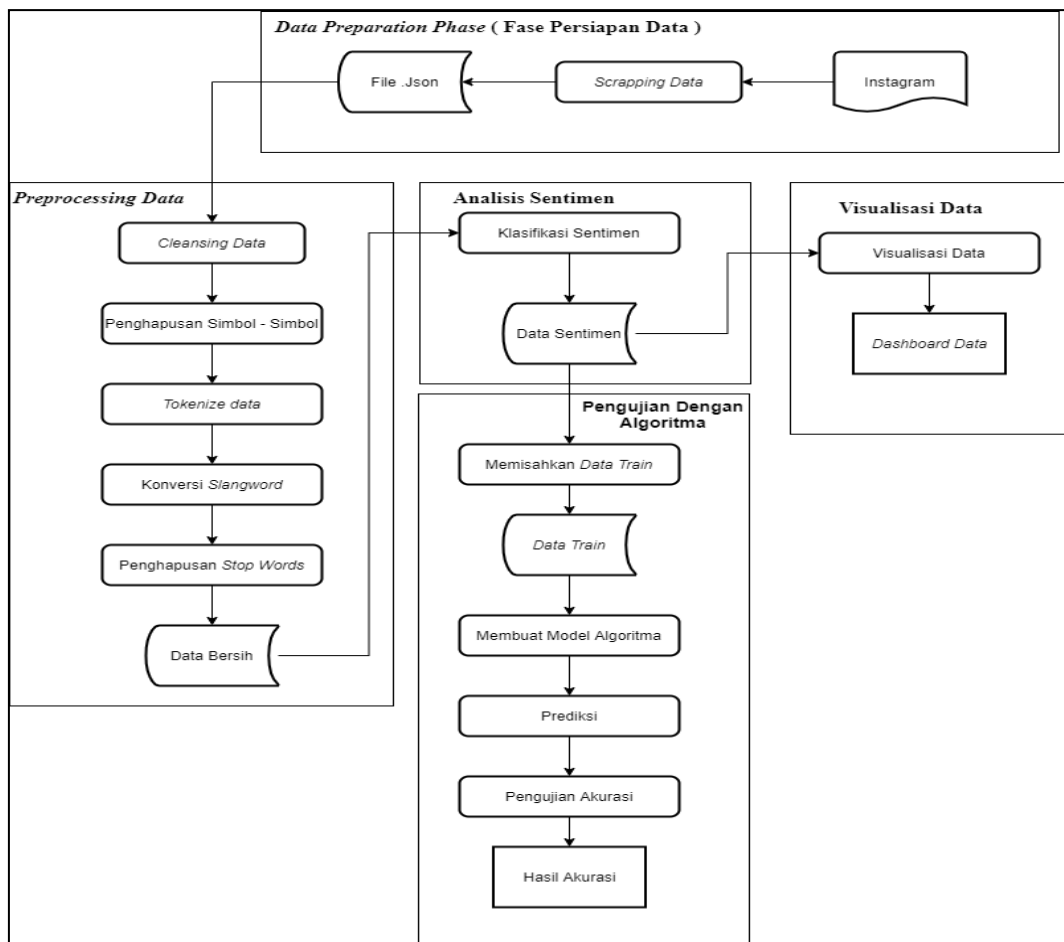 Data Preparation Phase ( Fase Persiapan Data )
Instagram
Scrapping Data
File .Json
Preprocessing Data
Cleansing Data
Penghapusan Simbol - Simbol
Tokenize data
Konversi Slangword
Penghapusan Stop Words
Data Bersih
Analisis Sentimen
Klasifikasi Sentimen
Data Sentimen
Visualisasi Data
Visualisasi Data
Dashboard Data
Pengujian Dengan
Algoritma
Memisahkan Data Train
Data Train
Membuat Model Algoritma
Prediksi
Pengujian Akurasi
Hasil Akurasi